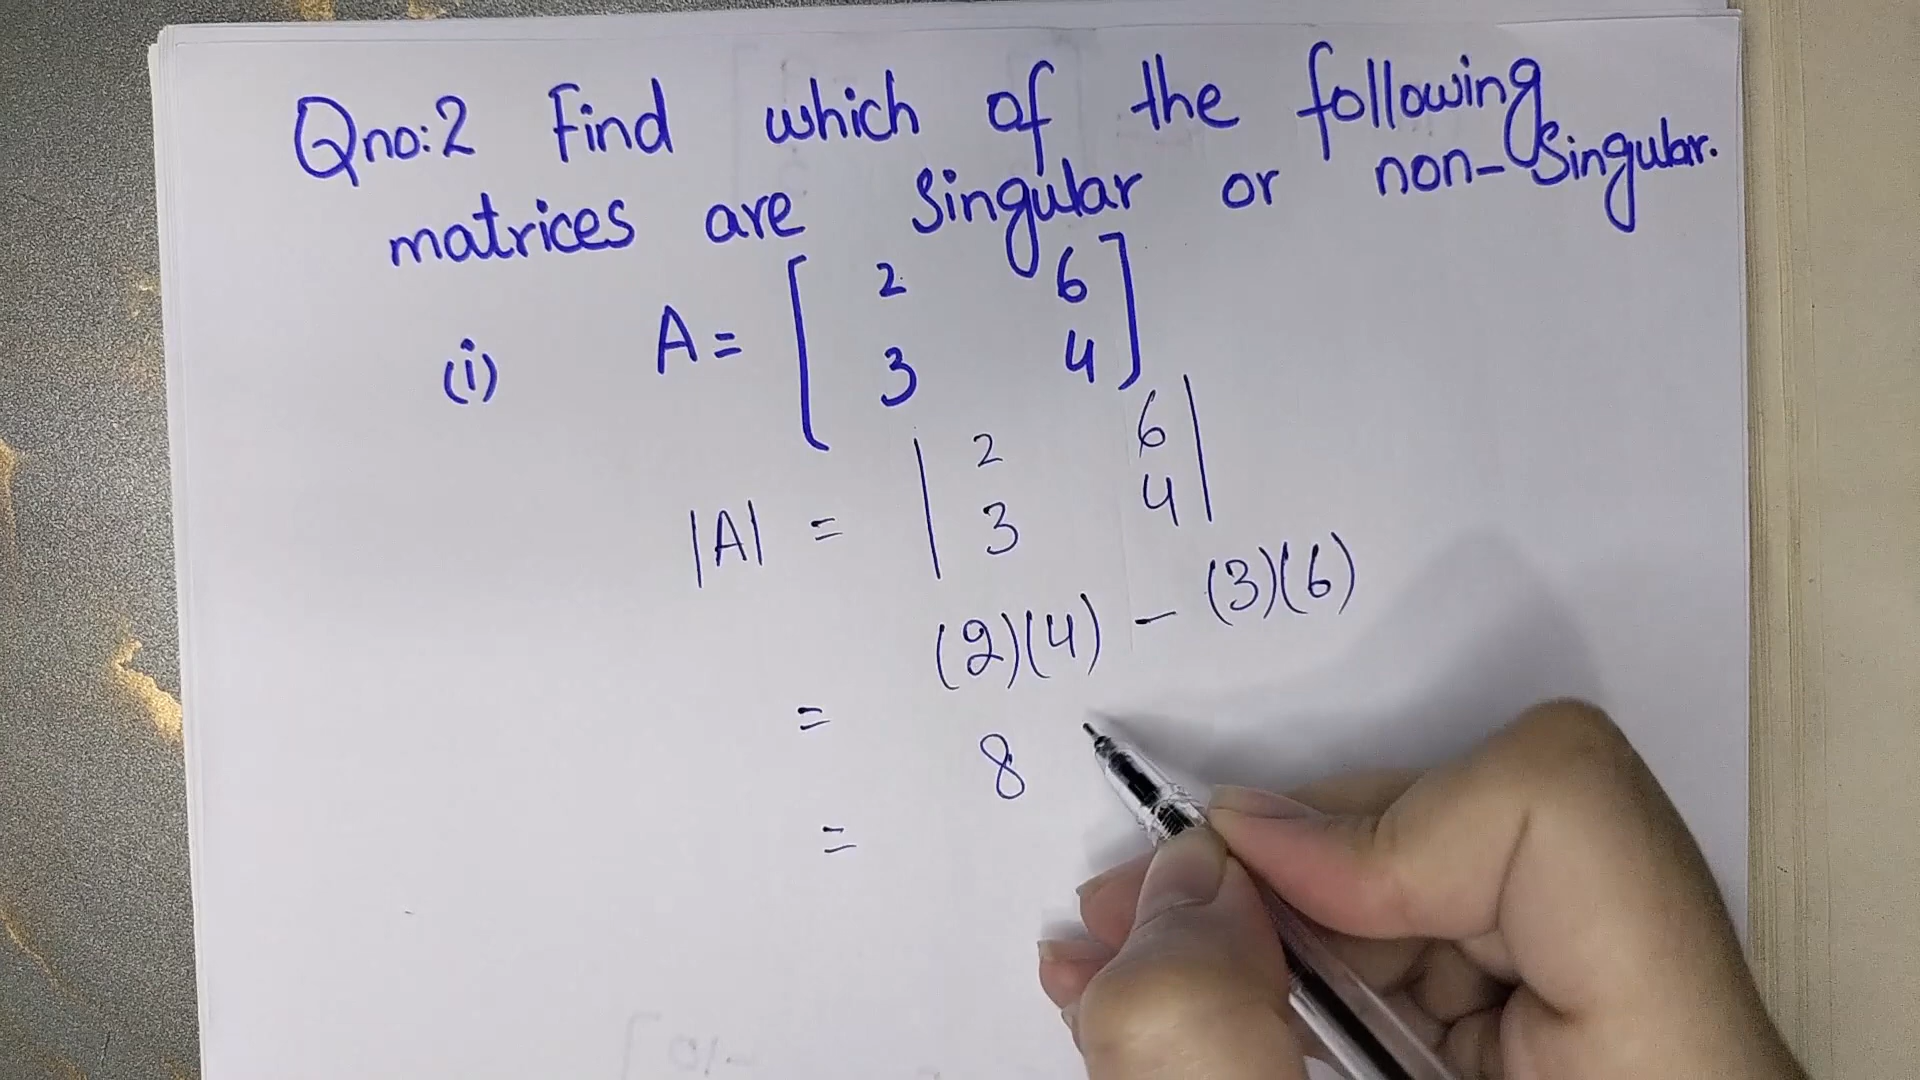 Qno:2 Find which of the following
matrices are singular or non-Singular.
(i) A = [ 2 6
3 4 ]
|A| = | 2 6
3 4 |
= (2)(4) - (3)(6)
= 8
-10 ]